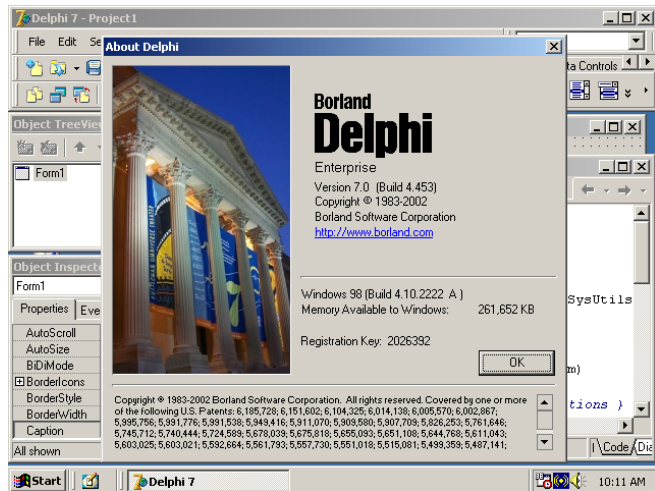 Delphi 7 - Project1
File Edit Se
About Delphi
ta Controls
Object TreeVie
Form1
Borland
Delphi
Enterprise
Version 7.0 (Build 4.453)
Copyright © 1983-2002
Borland Software Corporation
http://www.borland.com
Object Inspect
Form1
Properties Eve
AutoScroll
AutoSize
BiDiMode
BorderIcons
BorderStyle
BorderWidth
Caption
All shown
Windows 98 (Build 4.10.2222 A )
Memory Available to Windows: 261,652 KB
Registration Key: 2026392
OK
SysUtils
m)
tions }
Copyright © 1983-2002 Borland Software Corporation. All rights reserved. Covered by one or more
of the following U.S. Patents: 6,185,728; 6,151,602; 6,104,325; 6,014,138; 6,005,570; 6,002,867;
5,995,756; 5,991,776; 5,991,538; 5,949,416; 5,911,070; 5,909,580; 5,907,709; 5,826,253; 5,761,646;
5,745,712; 5,740,444; 5,724,589; 5,678,039; 5,675,818; 5,655,093; 5,651,108; 5,644,768; 5,611,043;
5,603,025; 5,603,021; 5,592,664; 5,561,793; 5,557,730; 5,551,018; 5,515,081; 5,499,359; 5,487,141;
Code Dia
Start
Delphi 7
10:11 AM